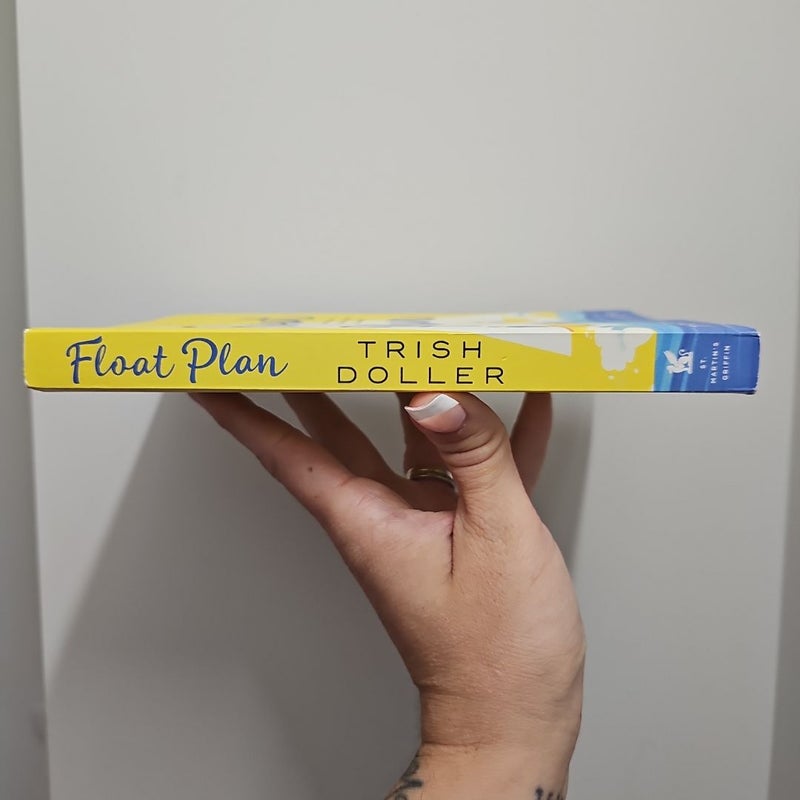 Float Plan
TRISH
DOLLER
ST.
MARTIN'S
GRIFFIN